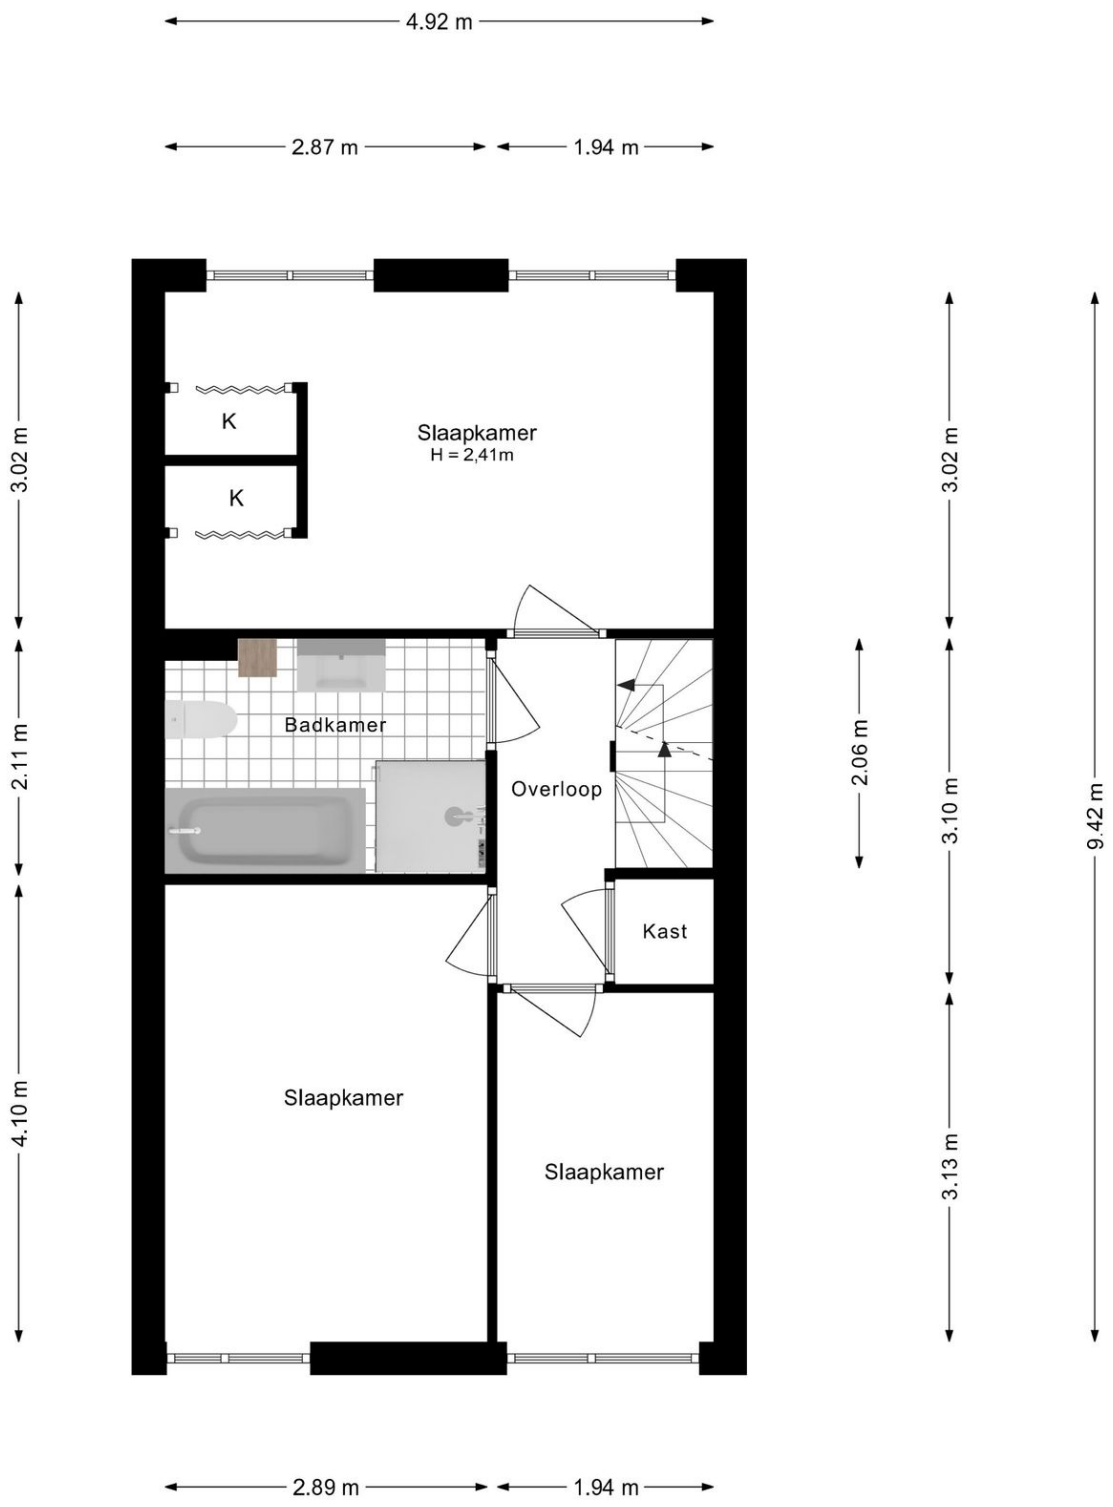 4.92 m
2.87 m
1.94 m
3.02 m
K
K
Slaapkamer
H = 2,41m
3.02 m
2.11 m
Badkamer
Overloop
2.06 m
3.10 m
9.42 m
Kast
4.10 m
Slaapkamer
Slaapkamer
3.13 m
2.89 m
1.94 m